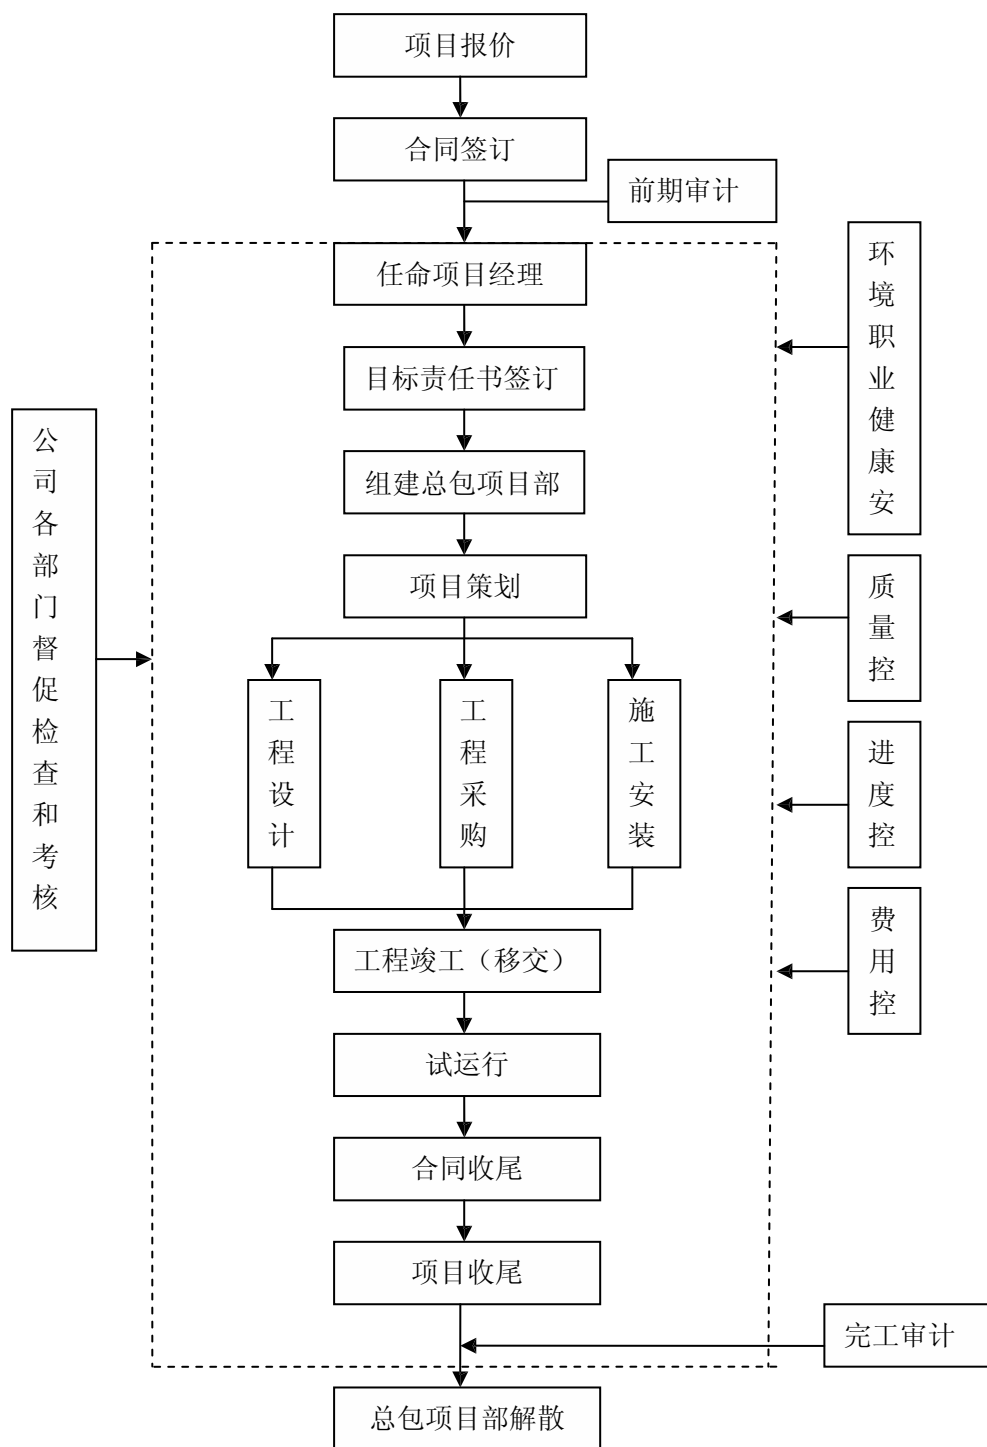 项目报价
合同签订
前期审计
任命项目经理
目标责任书签订
组建总包项目部
项目策划
工程设计
工程采购
施工安装
工程竣工（移交）
试运行
合同收尾
项目收尾
完工审计
总包项目部解散
公司各部门督促检查和考核
环境职业健康安
质量控
进度控
费用控